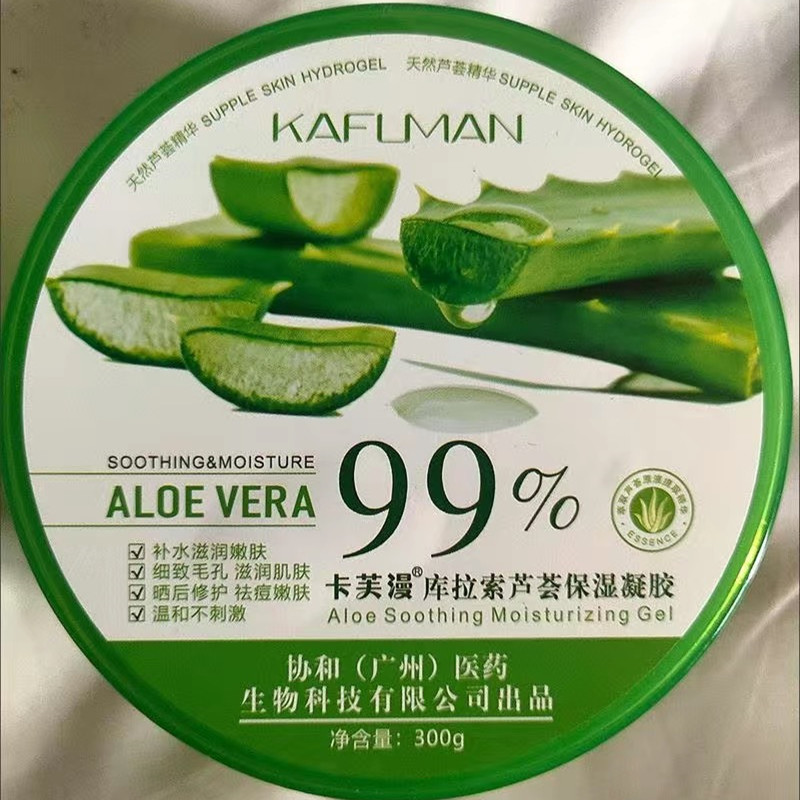 天然芦荟精华 SUPPLE SKIN HYDROGEL 天然芦荟精华 SUPPLE SKIN HYDROGEL
KAFUMAN
SOOTHING&MOISTURE
ALOE VERA
99%
ESSENCE
☑ 补水滋润嫩肤
☑ 细致毛孔 滋润肌肤
☑ 晒后修护 祛痘嫩肤
☑ 温和不刺激
卡芙漫®库拉索芦荟保湿凝胶
Aloe Soothing Moisturizing Gel
协和（广州）医药
生物科技有限公司出品
净含量：300g